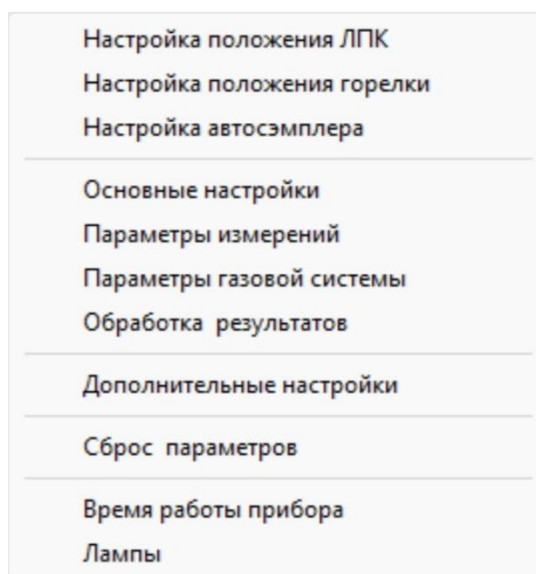 Настройка положения ЛПК
Настройка положения горелки
Настройка автосэмплера
Основные настройки
Параметры измерений
Параметры газовой системы
Обработка  результатов
Дополнительные настройки
Сброс  параметров
Время работы прибора
Лампы